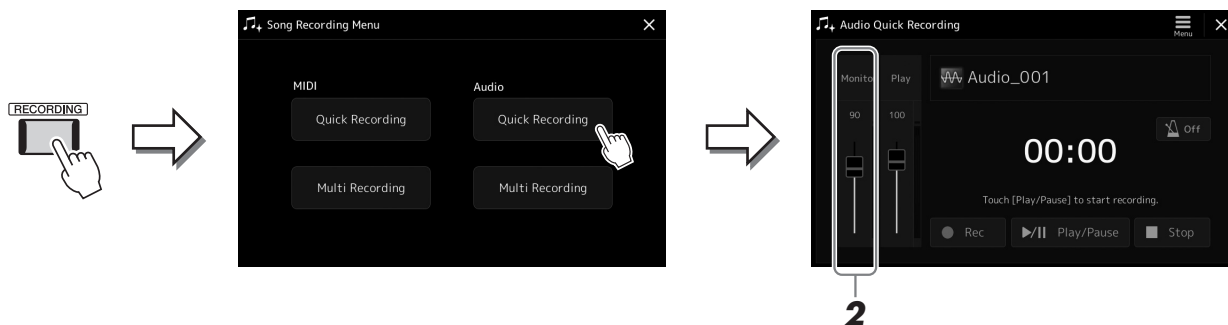 RECORDING
Song Recording Menu
MIDI
Audio
Quick Recording
Quick Recording
Multi Recording
Multi Recording
Audio Quick Recording
Menu
Monito
Play
Audio_001
90
100
Off
00:00
Touch [Play/Pause] to start recording.
Rec
Play/Pause
Stop
2